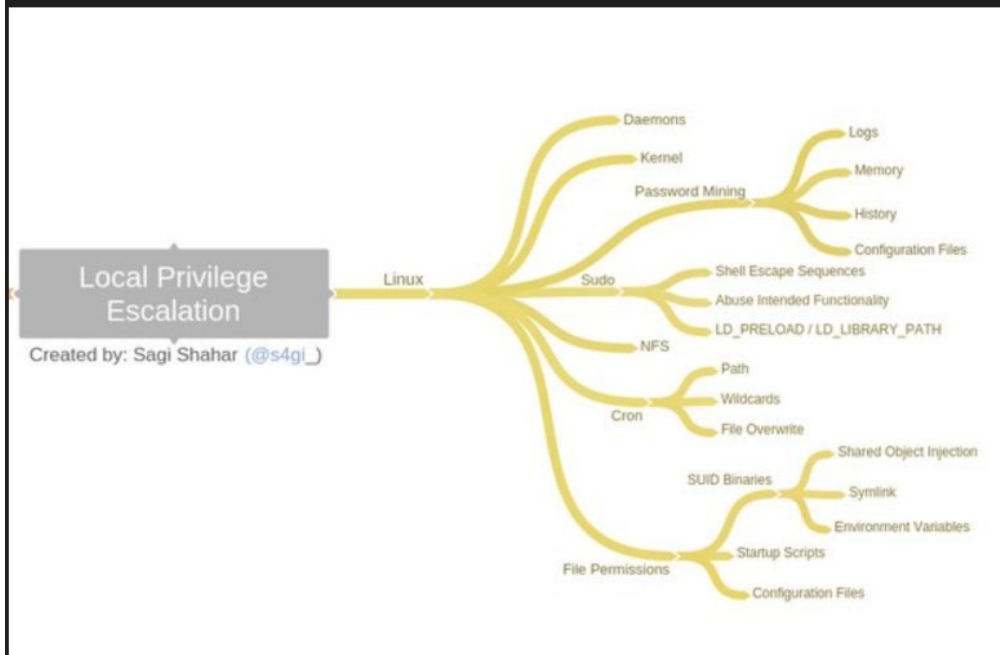 Local Privilege
Escalation
Created by: Sagi Shahar (@s4gi_)
Linux
Daemons
Kernel
Password Mining
Logs
Memory
History
Configuration Files
Sudo
Shell Escape Sequences
Abuse Intended Functionality
LD_PRELOAD / LD_LIBRARY_PATH
NFS
Cron
Path
Wildcards
File Overwrite
File Permissions
SUID Binaries
Shared Object Injection
Symlink
Environment Variables
Startup Scripts
Configuration Files